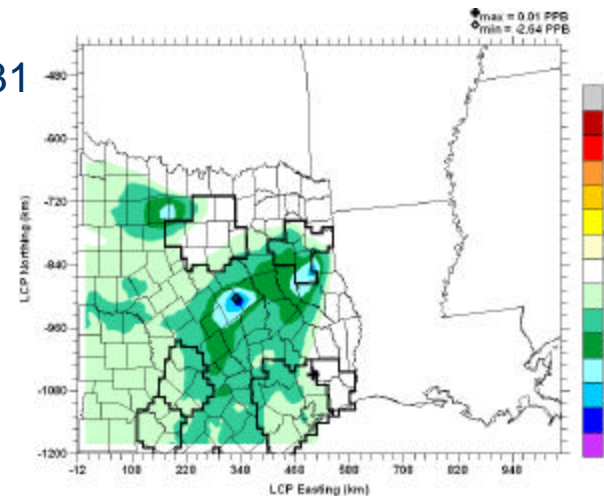 max = 0.01 PPB
min = -2.64 PPB
31
-480
-600
-720
-840
-960
-1080
-1200
LCP Northing (km)
-12 100 220 340 460 580 700 820 940
LCP Easting (km)